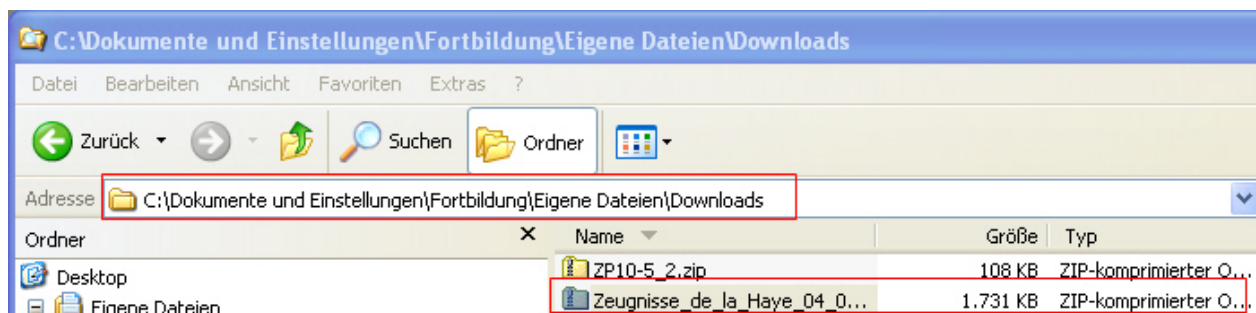 C:\Dokumente und Einstellungen\Fortbildung\Eigene Dateien\Downloads
Datei Bearbeiten Ansicht Favoriten Extras ?
Zurück Suchen Ordner
Adresse C:\Dokumente und Einstellungen\Fortbildung\Eigene Dateien\Downloads
Ordner Name Größe Typ
Desktop ZP10-5_2.zip 108 KB ZIP-komprimierter O...
Eigene Dateien Zeugnisse_de_la_Haye_04_0... 1.731 KB ZIP-komprimierter O...